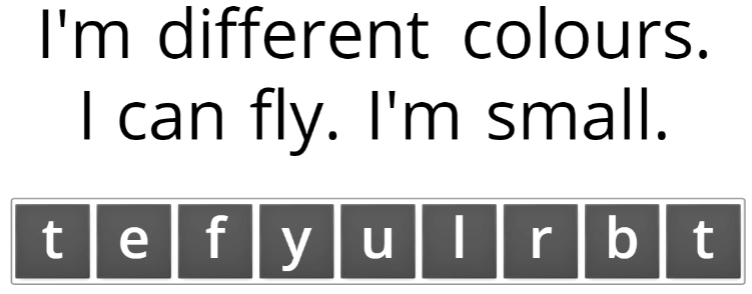 I'm different colours.
I can fly. I'm small.
t e f y u l r b t